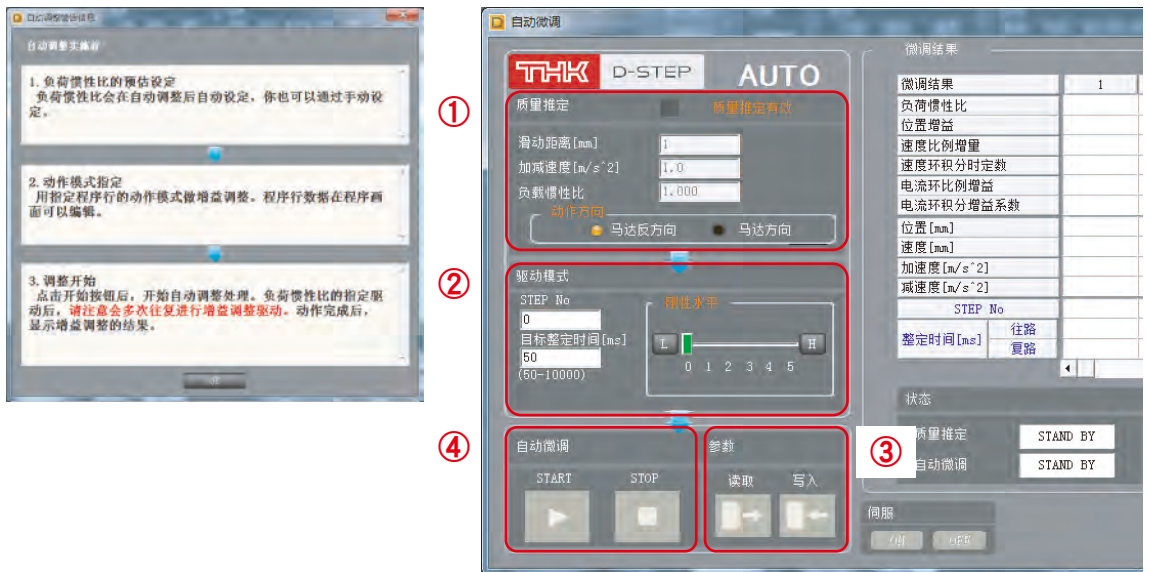 自动调整实施前
1. 负荷惯性比的预估设定
负荷惯性比会在自动调整后自动设定，你也可以通过手动设
定。
2. 动作模式指定
用指定程序行的动作模式做增益调整。程序行数据在程序画
面可以编辑。
3. 调整开始
点击开始按钮后，开始自动调整处理。负荷惯性比的指定驱
动后，请注意会多次往复进行增益调整驱动。动作完成后，
显示增益调整的结果。
OK
自动微调
THK D-STEP AUTO
①
质量推定
质量推定有效
滑动距离[mm] 1
加减速度[m/s^2] 1.0
负载惯性比 1.000
动作方向
马达反方向 马达方向
②
驱动模式
STEP No
0
目标整定时间[ms]
50
(50-10000)
刚性水平
L H
0 1 2 3 4 5
④
自动微调
START STOP
参数
读取 写入
③
微调结果
微调结果 1
负荷惯性比
位置增益
速度比例增量
速度环积分时定数
电流环比例增益
电流环积分增益系数
位置[mm]
速度[mm]
加速度[m/s^2]
减速度[m/s^2]
STEP No
整定时间[ms] 往路
复路
状态
质量推定 STAND BY
自动微调 STAND BY
伺服
ON OFF